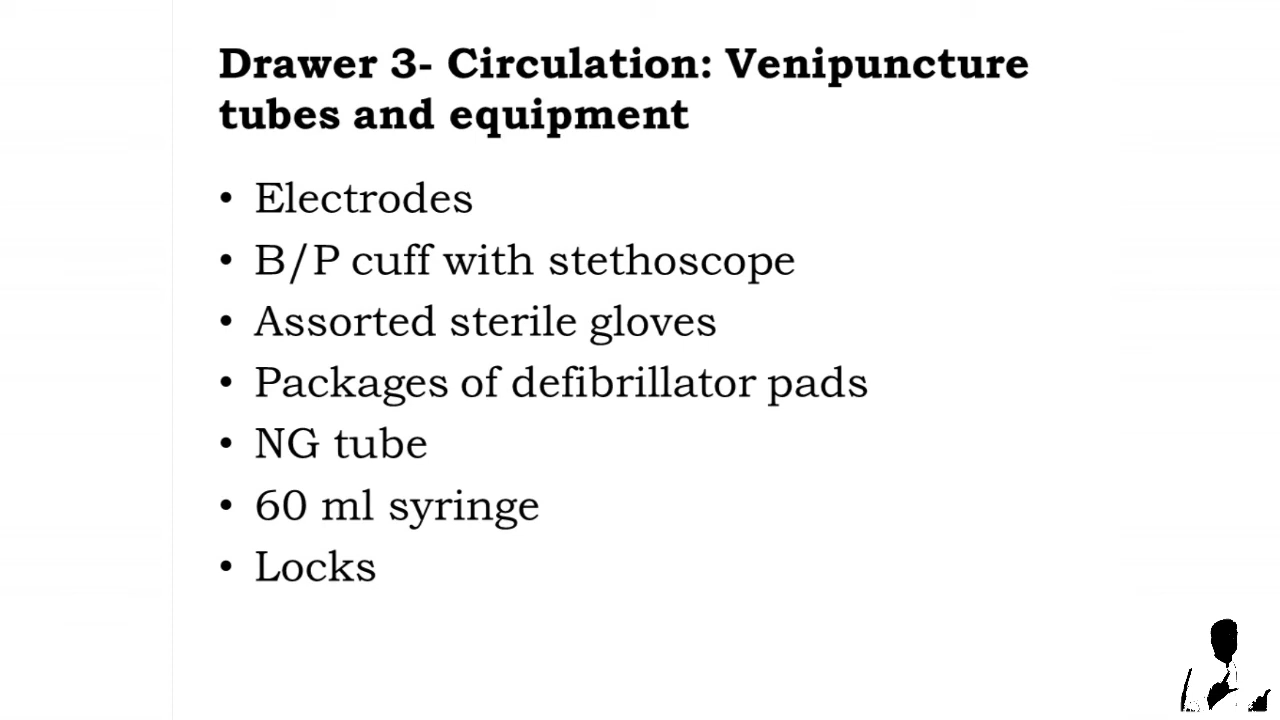 Drawer 3- Circulation: Venipuncture
tubes and equipment
• Electrodes
• B/P cuff with stethoscope
• Assorted sterile gloves
• Packages of defibrillator pads
• NG tube
• 60 ml syringe
• Locks